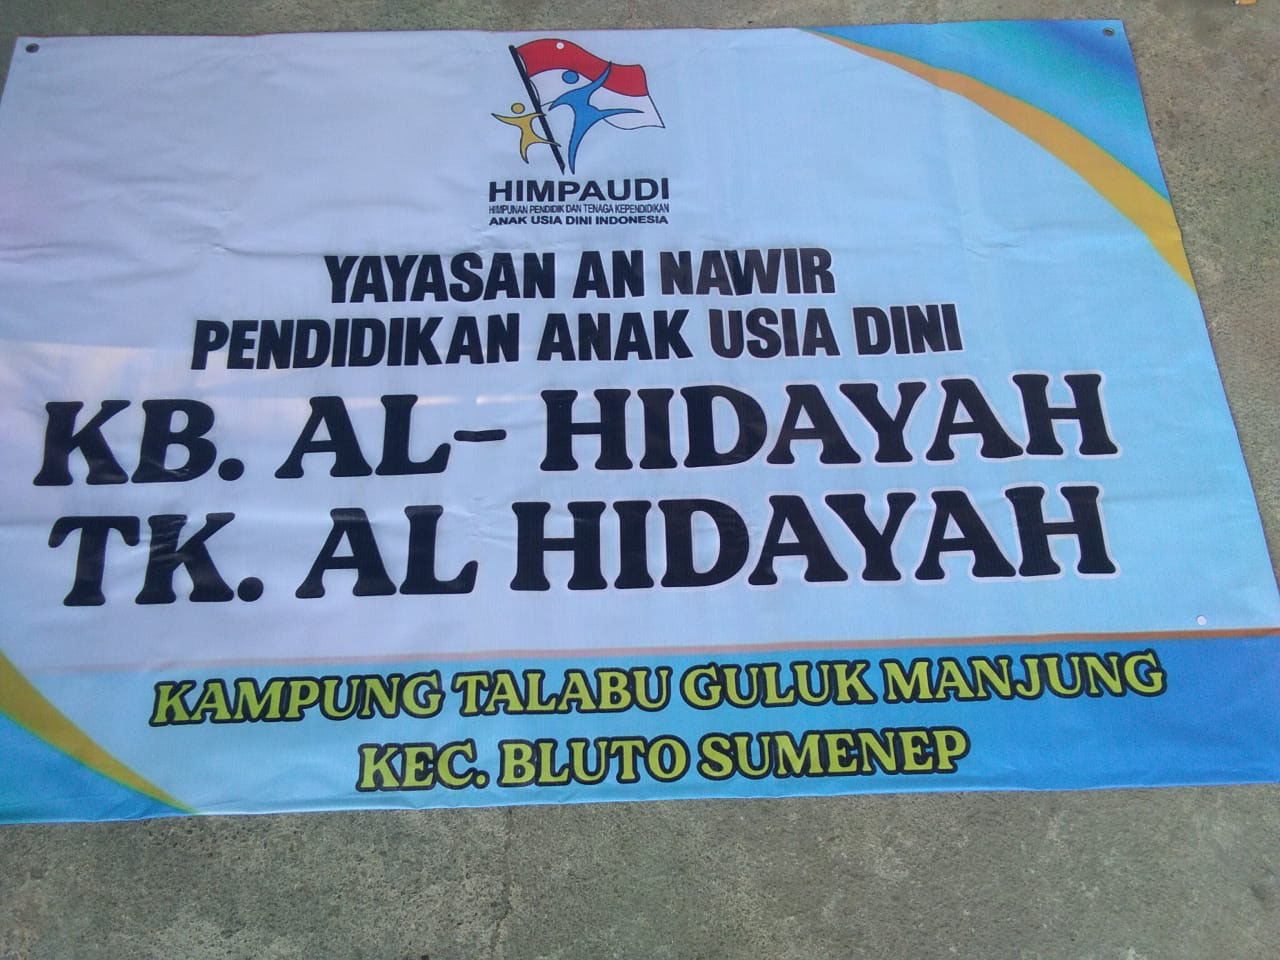 HIMPAUDI
HIMPUNAN PENDIDIK DAN TENAGA KEPENDIDIKAN
ANAK USIA DINI INDONESIA
YAYASAN AN NAWIR
PENDIDIKAN ANAK USIA DINI
KB. AL- HIDAYAH
TK. AL HIDAYAH
KAMPUNG TALABU GULUK MANJUNG
KEC. BLUTO SUMENEP